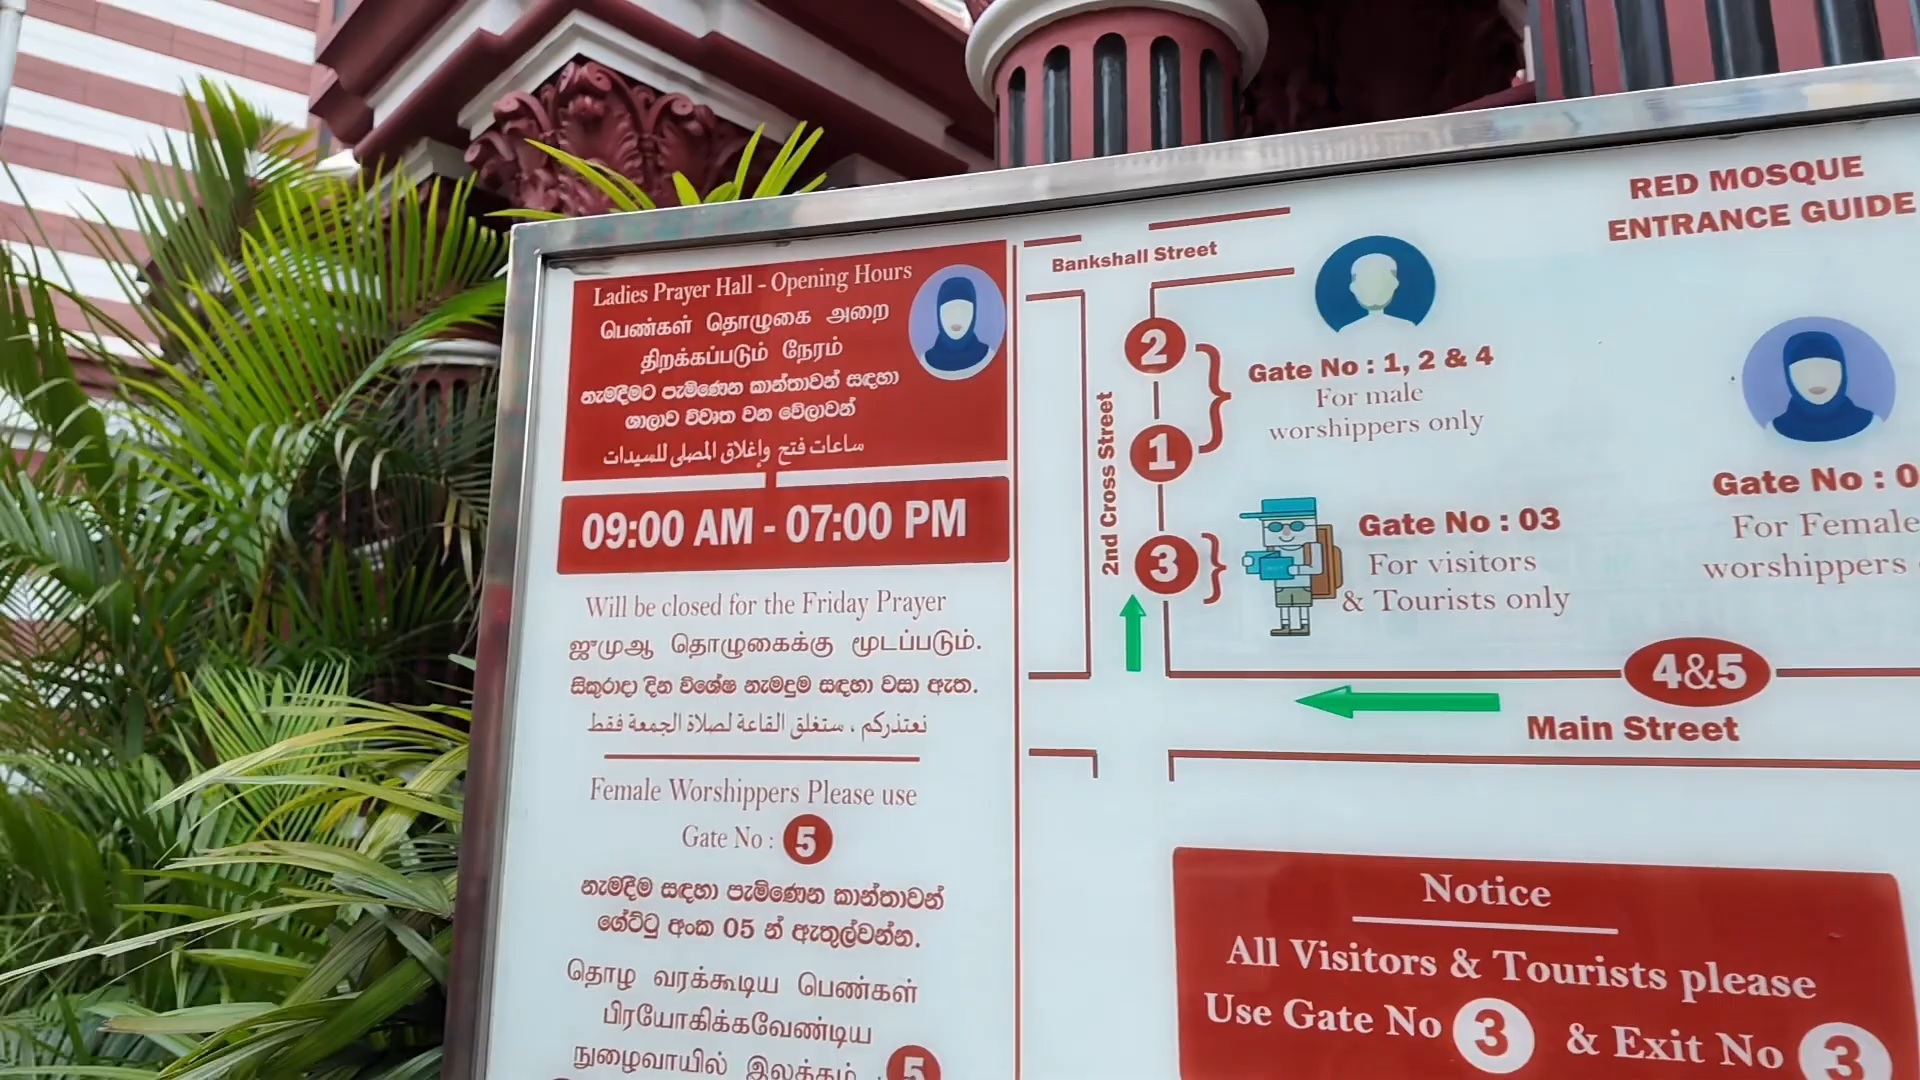 Ladies Prayer Hall - Opening Hours
பெண்கள் தொழுகை அறை
திறக்கப்படும் நேரம்
නැමදීමට පැමිණෙන කාන්තාවන් සඳහා
ශාලාව විවෘත වන වේලාවන්
ساعات فتح وإغلاق المصلى للسيدات
09:00 AM - 07:00 PM
Will be closed for the Friday Prayer
ஜுமுஆ தொழுகைக்கு மூடப்படும்.
සිකුරාදා දින විශේෂ නැමදුම සඳහා වසා ඇත.
نعتذركم ، ستغلق القاعة لصلاة الجمعة فقط
Female Worshippers Please use
Gate No : 5
නැමදීම සඳහා පැමිණෙන කාන්තාවන්
ගේට්ටු අංක 05 න් ඇතුල්වන්න.
தொழ வரக்கூடிய பெண்கள்
பிரயோகிக்கவேண்டிய
நுழைவாயில் இலக்கம் . 5
RED MOSQUE
ENTRANCE GUIDE
Bankshall Street
2nd Cross Street
2
1
3
Gate No : 1, 2 & 4
For male
worshippers only
Gate No : 03
For visitors
& Tourists only
Gate No : 0
For Female
worshippers
4&5
Main Street
Notice
All Visitors & Tourists please
Use Gate No 3 & Exit No 3